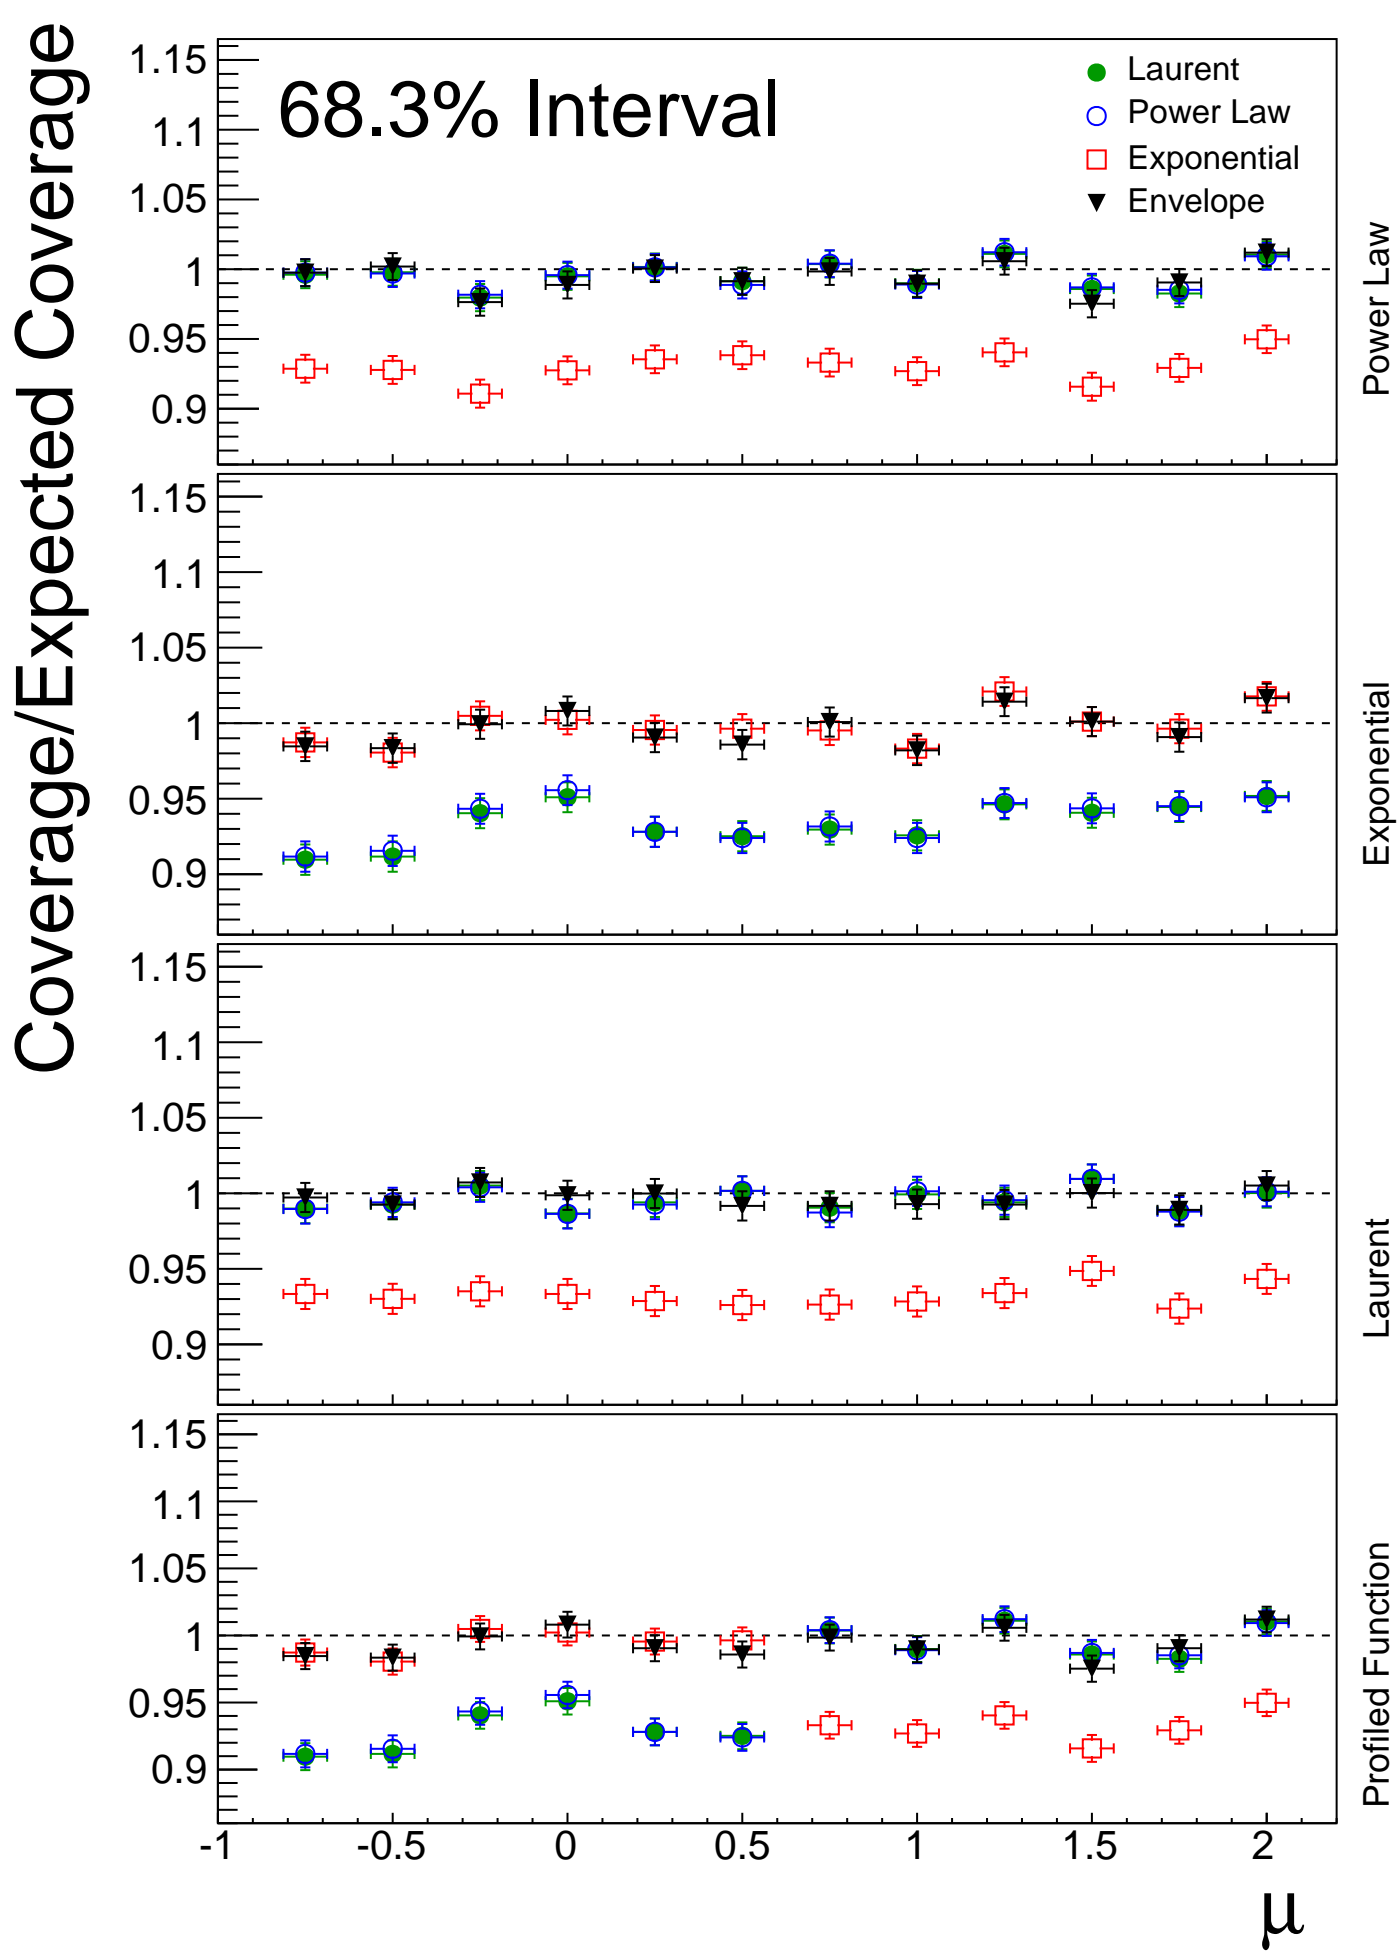 Coverage/Expected Coverage
68.3% Interval
Laurent
Power Law
Exponential
Envelope
1.15
1.1
1.05
1
0.95
0.9
Power Law
1.15
1.1
1.05
1
0.95
0.9
Exponential
1.15
1.1
1.05
1
0.95
0.9
Laurent
1.15
1.1
1.05
1
0.95
0.9
Profiled Function
-1 -0.5 0 0.5 1 1.5 2
μ